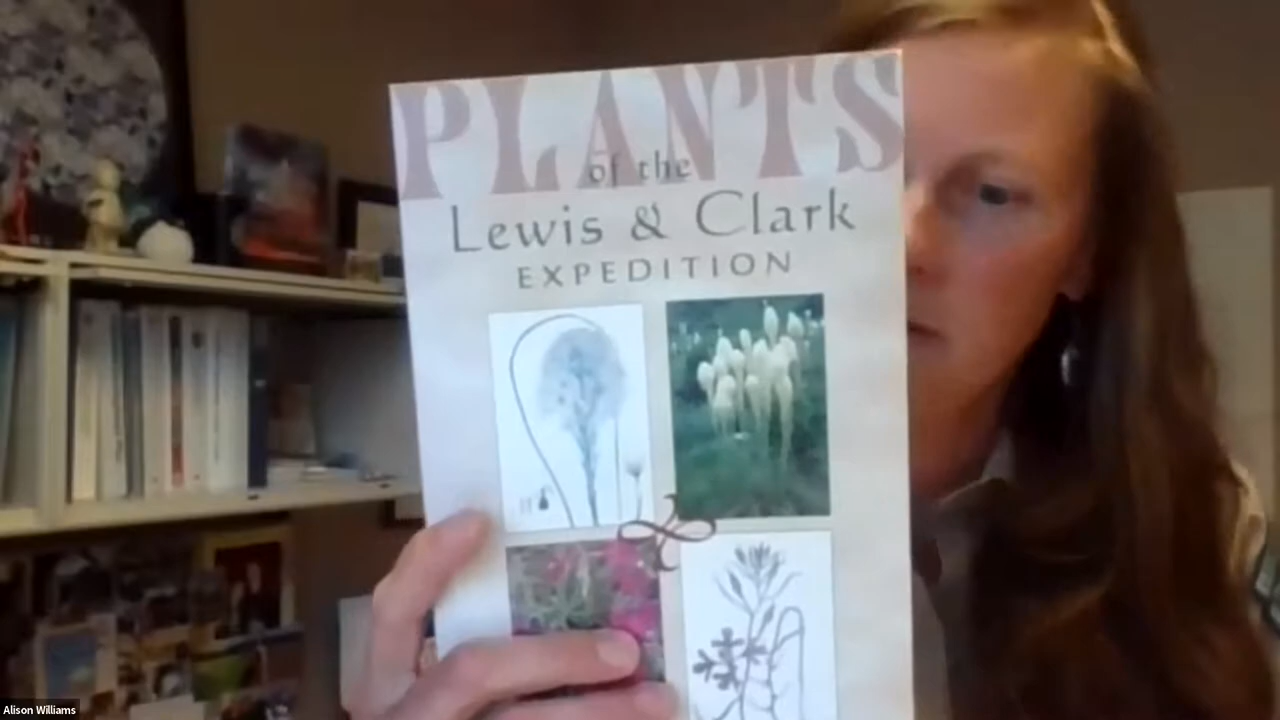 PLANTS
of the
Lewis & Clark
EXPEDITION
Alison Williams